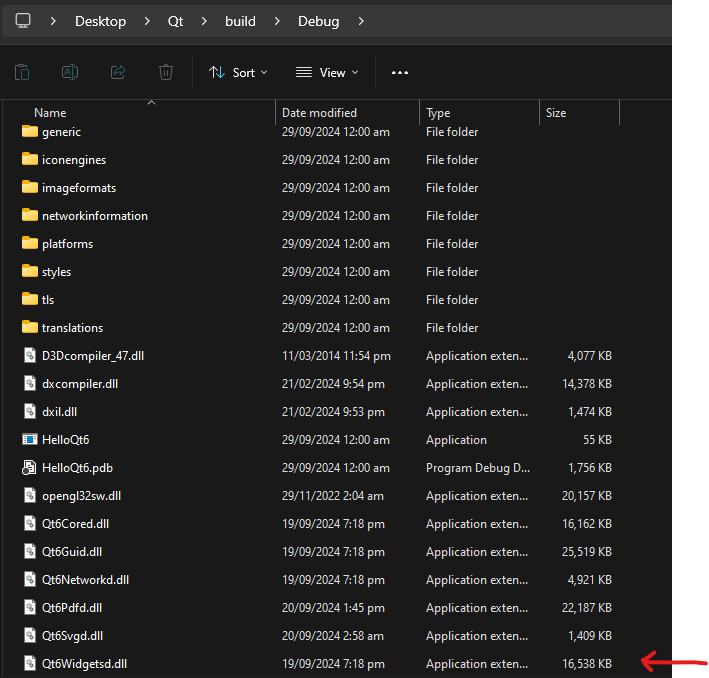 Desktop > Qt > build > Debug >
Sort View ...
Name Date modified Type Size
generic 29/09/2024 12:00 am File folder
iconengines 29/09/2024 12:00 am File folder
imageformats 29/09/2024 12:00 am File folder
networkinformation 29/09/2024 12:00 am File folder
platforms 29/09/2024 12:00 am File folder
styles 29/09/2024 12:00 am File folder
tls 29/09/2024 12:00 am File folder
translations 29/09/2024 12:00 am File folder
D3Dcompiler_47.dll 11/03/2014 11:54 pm Application exten... 4,077 KB
dxcompiler.dll 21/02/2024 9:54 pm Application exten... 14,378 KB
dxil.dll 21/02/2024 9:53 pm Application exten... 1,474 KB
HelloQt6 29/09/2024 12:00 am Application 55 KB
HelloQt6.pdb 29/09/2024 12:00 am Program Debug D... 1,756 KB
opengl32sw.dll 29/11/2022 2:04 am Application exten... 20,157 KB
Qt6Cored.dll 19/09/2024 7:18 pm Application exten... 16,162 KB
Qt6Guid.dll 19/09/2024 7:18 pm Application exten... 25,519 KB
Qt6Networkd.dll 19/09/2024 7:18 pm Application exten... 4,921 KB
Qt6Pdfd.dll 20/09/2024 1:45 pm Application exten... 22,187 KB
Qt6Svgd.dll 20/09/2024 2:58 am Application exten... 1,409 KB
Qt6Widgetsd.dll 19/09/2024 7:18 pm Application exten... 16,538 KB